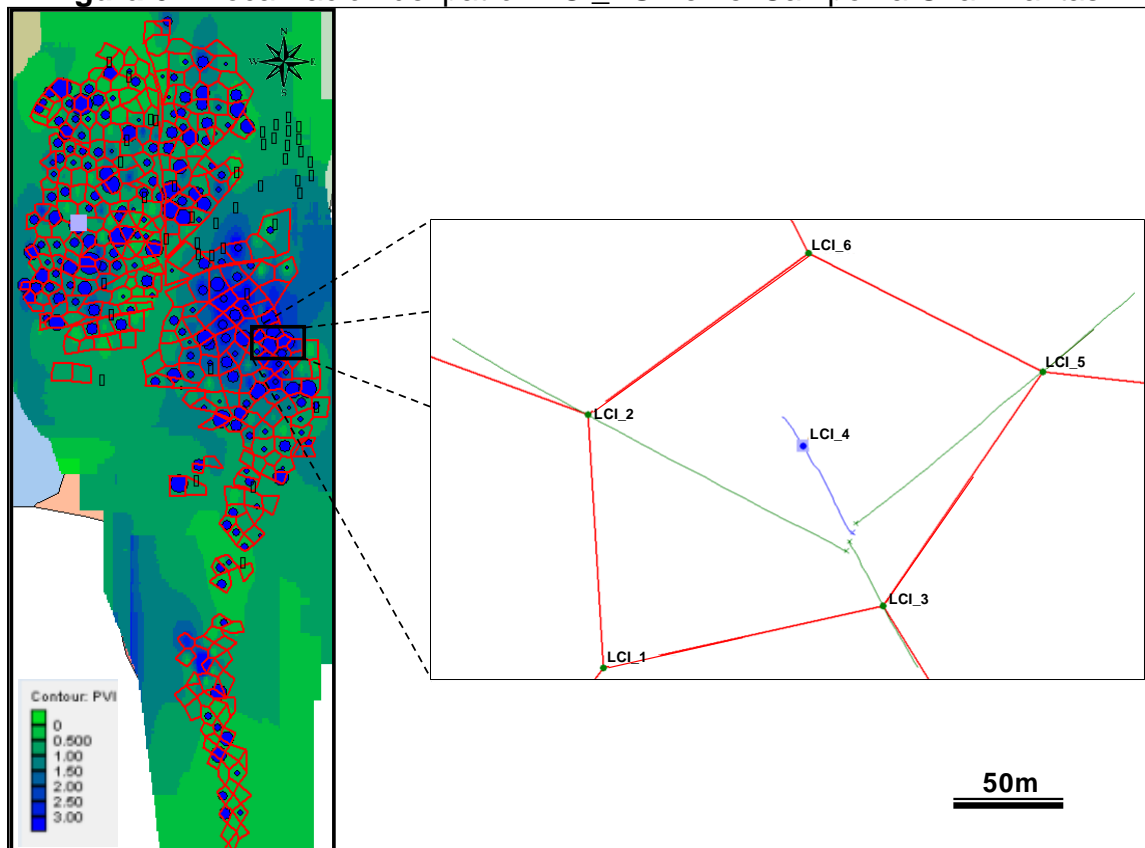 N
W
E
S
LCI_6
LCI_5
LCI_2
LCI_4
LCI_3
LCI_1
Contour: PVI
0
0.500
1.00
1.50
2.00
2.50
3.00
50m